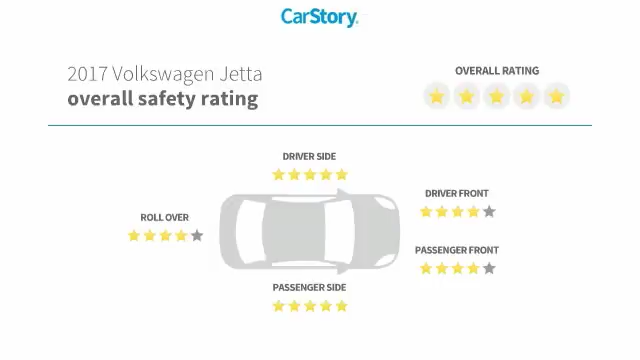 CarStory.
2017 Volkswagen Jetta
overall safety rating
OVERALL RATING
DRIVER SIDE
DRIVER FRONT
ROLL OVER
PASSENGER FRONT
PASSENGER SIDE